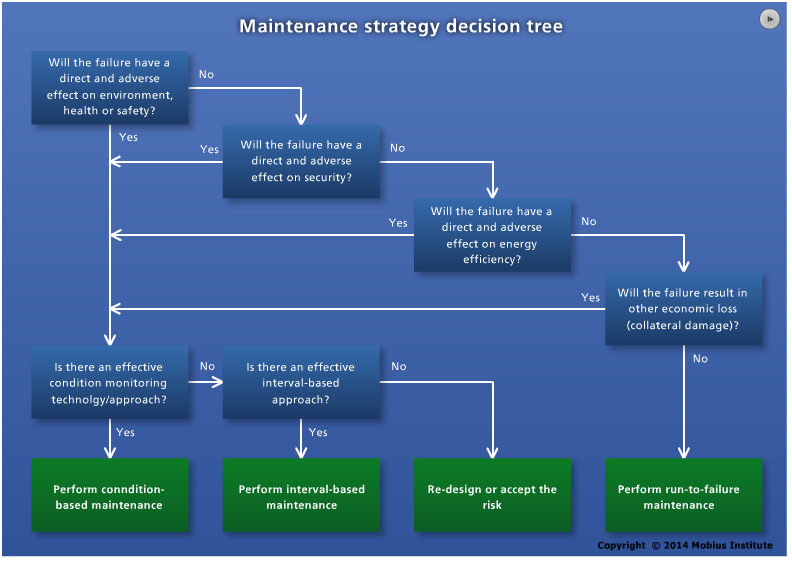 Maintenance strategy decision tree
Will the failure have a
direct and adverse
effect on environment,
health or safety?
No
Yes
Will the failure have a
direct and adverse
effect on security?
Yes
No
Will the failure have a
direct and adverse
effect on energy
efficiency?
Yes
No
Will the failure result in
other economic loss
(collateral damage)?
Yes
No
Is there an effective
condition monitoring
technolgy/approach?
No
Yes
Is there an effective
interval-based
approach?
No
Yes
Perform conndition-
based maintenance
Perform interval-based
maintenance
Re-design or accept the
risk
Perform run-to-failure
maintenance
Copyright © 2014 Mobius Institute